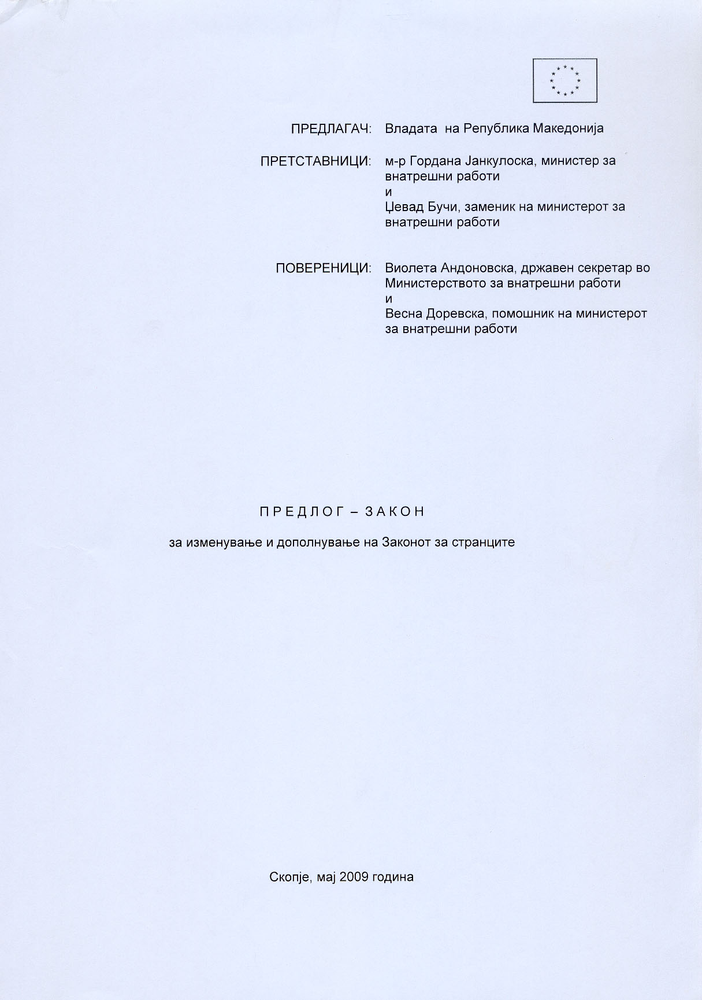 ПРЕДЛАГАЧ: Владата на Република Македонија
ПРЕТСТАВНИЦИ: м-р Гордана Јанкулоска, министер за
внатрешни работи
и
Џевад Бучи, заменик на министерот за
внатрешни работи
ПОВЕРЕНИЦИ: Виолета Андоновска, државен секретар во
Министерството за внатрешни работи
и
Весна Доревска, помошник на министерот
за внатрешни работи
П Р Е Д Л О Г – З А К О Н
за изменување и дополнување на Законот за странците
Скопје, мај 2009 година